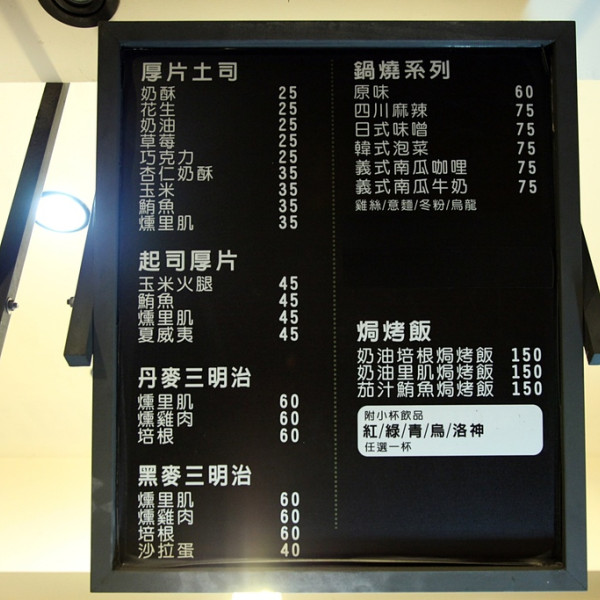 厚片土司
奶酥 25
花生 25
奶油 25
草莓 25
巧克力 25
杏仁奶酥 35
玉米 35
鮪魚 35
燻里肌 35
起司厚片
玉米火腿 45
鮪魚 45
燻里肌 45
夏威夷 45
丹麥三明治
燻里肌 60
燻雞肉 60
培根 60
黑麥三明治
燻里肌 60
燻雞肉 60
培根 60
沙拉蛋 40
鍋燒系列
原味 60
四川麻辣 75
日式味噌 75
韓式泡菜 75
義式南瓜咖哩 75
義式南瓜牛奶 75
雞絲/意麵/冬粉/烏龍
焗烤飯
奶油培根焗烤飯 150
奶油里肌焗烤飯 150
茄汁鮪魚焗烤飯 150
附小杯飲品
紅/綠/青/烏/洛神
任選一杯